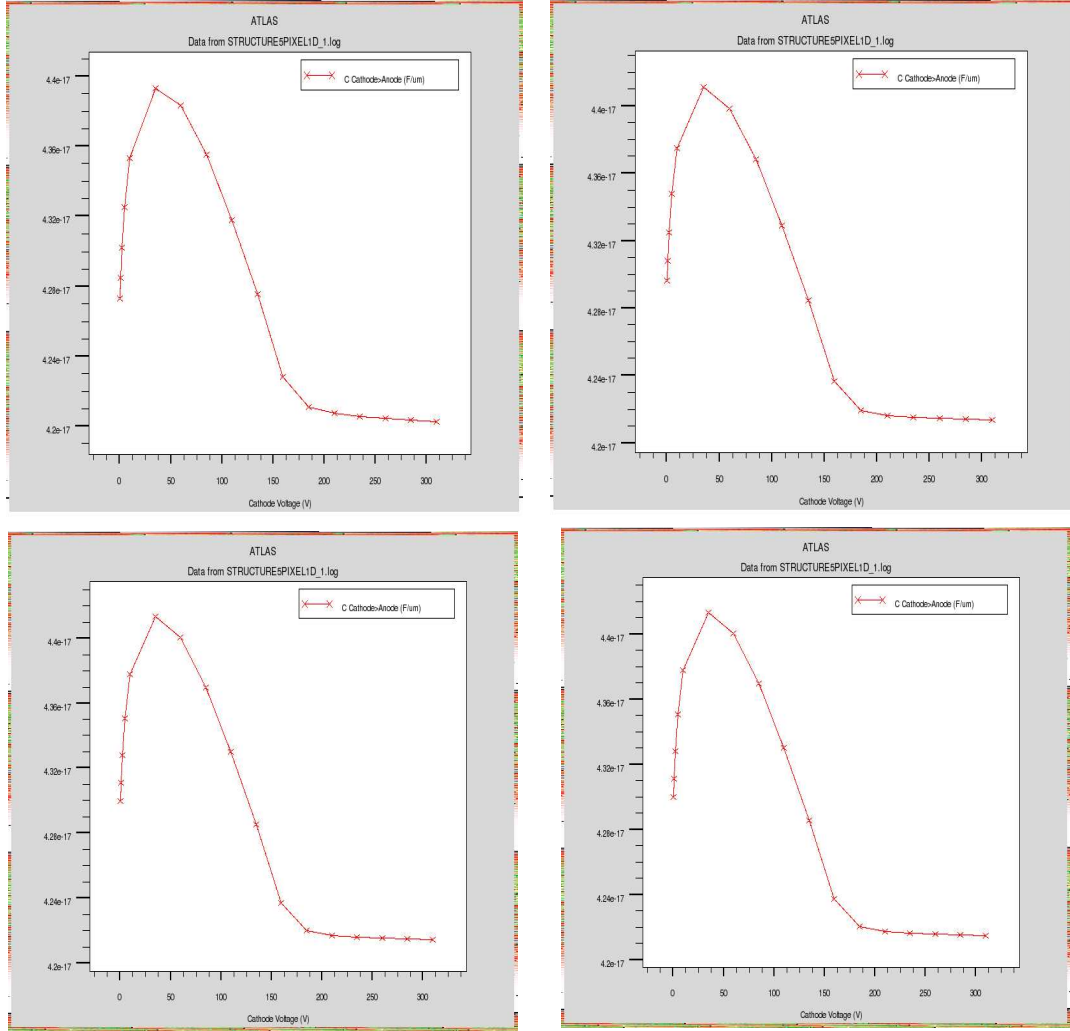 ATLAS
Data from STRUCTURE5PIXEL1D_1.log
C Cathode>Anode (F/um)
4.4e-17
4.36e-17
4.32e-17
4.28e-17
4.24e-17
4.2e-17
0 50 100 150 200 250 300
Cathode Voltage (V)
ATLAS
Data from STRUCTURE5PIXEL1D_1.log
C Cathode>Anode (F/um)
4.4e-17
4.36e-17
4.32e-17
4.28e-17
4.24e-17
4.2e-17
0 50 100 150 200 250 300
Cathode Voltage (V)
ATLAS
Data from STRUCTURE5PIXEL1D_1.log
C Cathode>Anode (F/um)
4.4e-17
4.36e-17
4.32e-17
4.28e-17
4.24e-17
4.2e-17
0 50 100 150 200 250 300
Cathode Voltage (V)
ATLAS
Data from STRUCTURE5PIXEL1D_1.log
C Cathode>Anode (F/um)
4.4e-17
4.36e-17
4.32e-17
4.28e-17
4.24e-17
4.2e-17
0 50 100 150 200 250 300
Cathode Voltage (V)